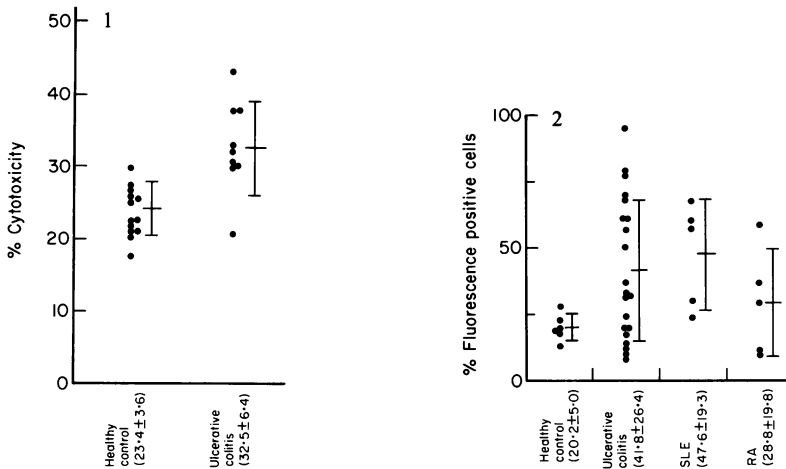 1
50
40
30
20
10
0
% Cytotoxicity
Healthy
control
(23·4±3·6)
Ulcerative
colitis
(32·5±6·4)
2
100
50
0
% Fluorescence positive cells
Healthy
control
(20·2±5·0)
Ulcerative
colitis
(41·8±26·4)
SLE
(47·6±19·3)
RA
(28·8±19·8)